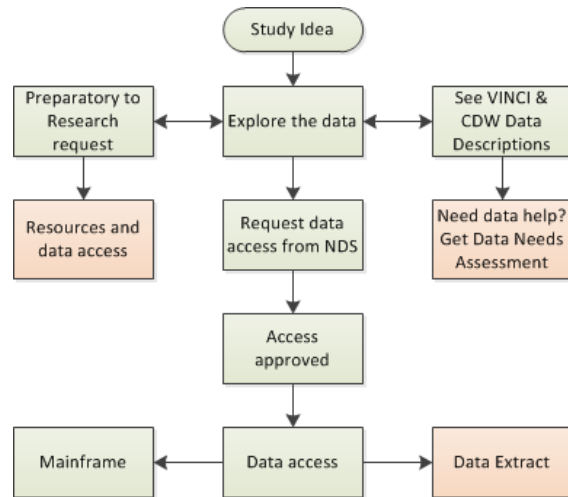 Study Idea
Preparatory to
Research
request
Explore the data
See VINCI &
CDW Data
Descriptions
Resources and
data access
Request data
access from NDS
Need data help?
Get Data Needs
Assessment
Access
approved
Mainframe
Data access
Data Extract